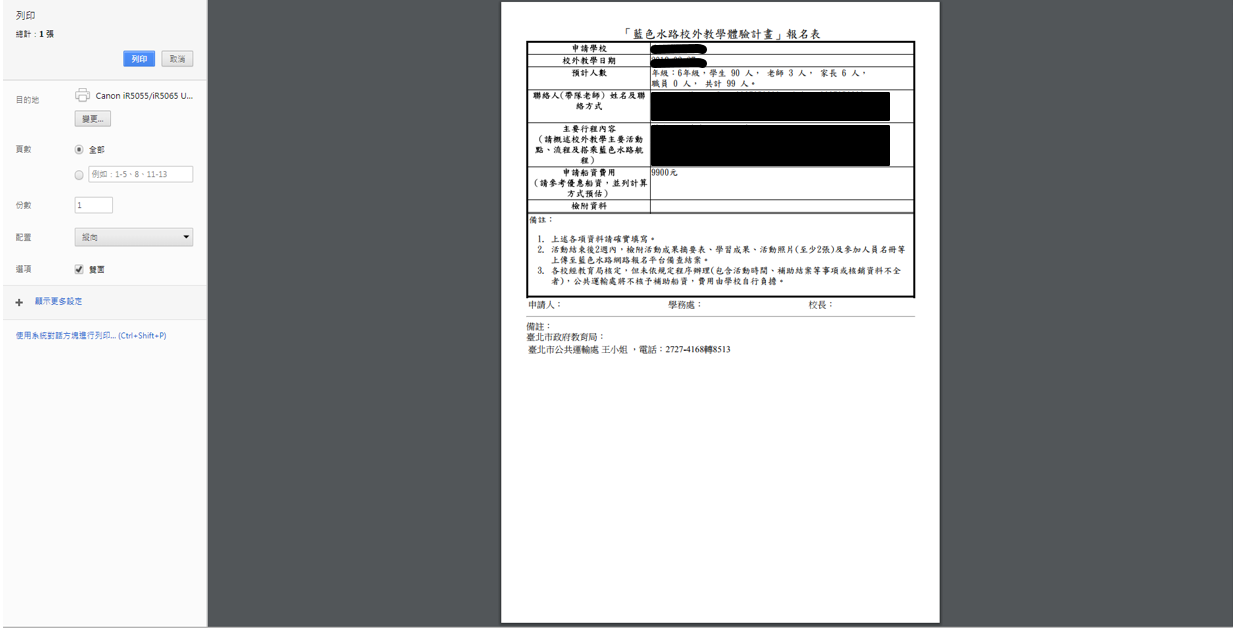 列印
總計：1 張
列印
取消
目的地
Canon iR5055/iR5065 U...
變更...
頁數
全部
例如：1-5、8、11-13
份數
1
配置
縱向
選項
雙面
顯示更多設定
使用系統對話方塊進行列印... (Ctrl+Shift+P)
「藍色水路校外教學體驗計畫」報名表
申請學校
校外教學日期
預計人數
年級：6年級，學生 90 人， 老師 3 人， 家長 6 人，
職員 0 人， 共計 99 人。
聯絡人(帶隊老師) 姓名及聯
絡方式
主要行程內容
(請概述校外教學主要活動
點、流程及搭乘藍色水路航
程)
申請船資費用
(請參考優惠船資，並列計算
方式預估)
9900元
檢附資料
備註：
1. 上述各項資料請確實填寫。
2. 活動結束後2週內，檢附活動成果摘要表、學習成果、活動照片(至少2張)及參加人員名冊等
上傳至藍色水路網路報名平台備查結案。
3. 各校經教育局核定，但未依規定程序辦理(包含活動時間、補助結案等事項或核銷資料不全
者)，公共運輸處將不核予補助船資，費用由學校自行負擔。
申請人：
學務處：
校長：
備註：
臺北市政府教育局：
臺北市公共運輸處 王小姐 ，電話：2727-4168轉8513